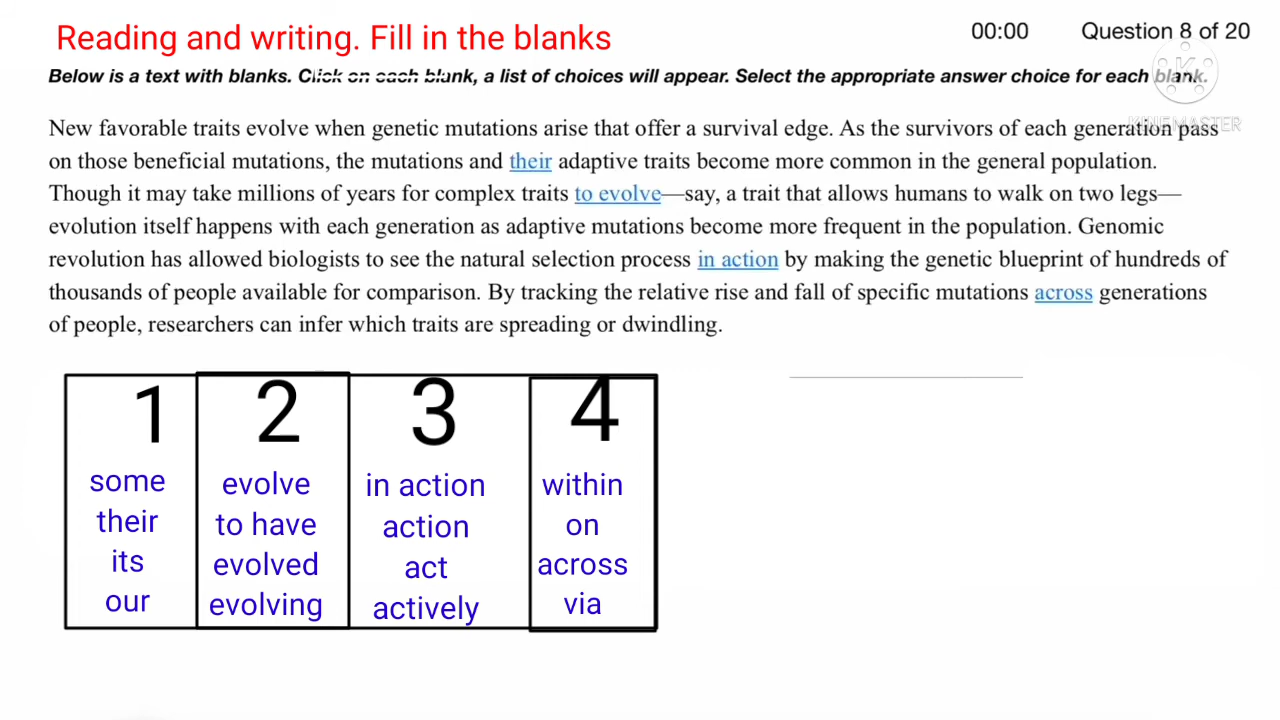 Reading and writing. Fill in the blanks
00:00 Question 8 of 20
Below is a text with blanks. Click on each blank, a list of choices will appear. Select the appropriate answer choice for each blank.
KINEMASTER
New favorable traits evolve when genetic mutations arise that offer a survival edge. As the survivors of each generation pass
on those beneficial mutations, the mutations and their adaptive traits become more common in the general population.
Though it may take millions of years for complex traits to evolve—say, a trait that allows humans to walk on two legs—
evolution itself happens with each generation as adaptive mutations become more frequent in the population. Genomic
revolution has allowed biologists to see the natural selection process in action by making the genetic blueprint of hundreds of
thousands of people available for comparison. By tracking the relative rise and fall of specific mutations across generations
of people, researchers can infer which traits are spreading or dwindling.
1
some
their
its
our
2
evolve
to have
evolved
evolving
3
in action
action
act
actively
4
within
on
across
via